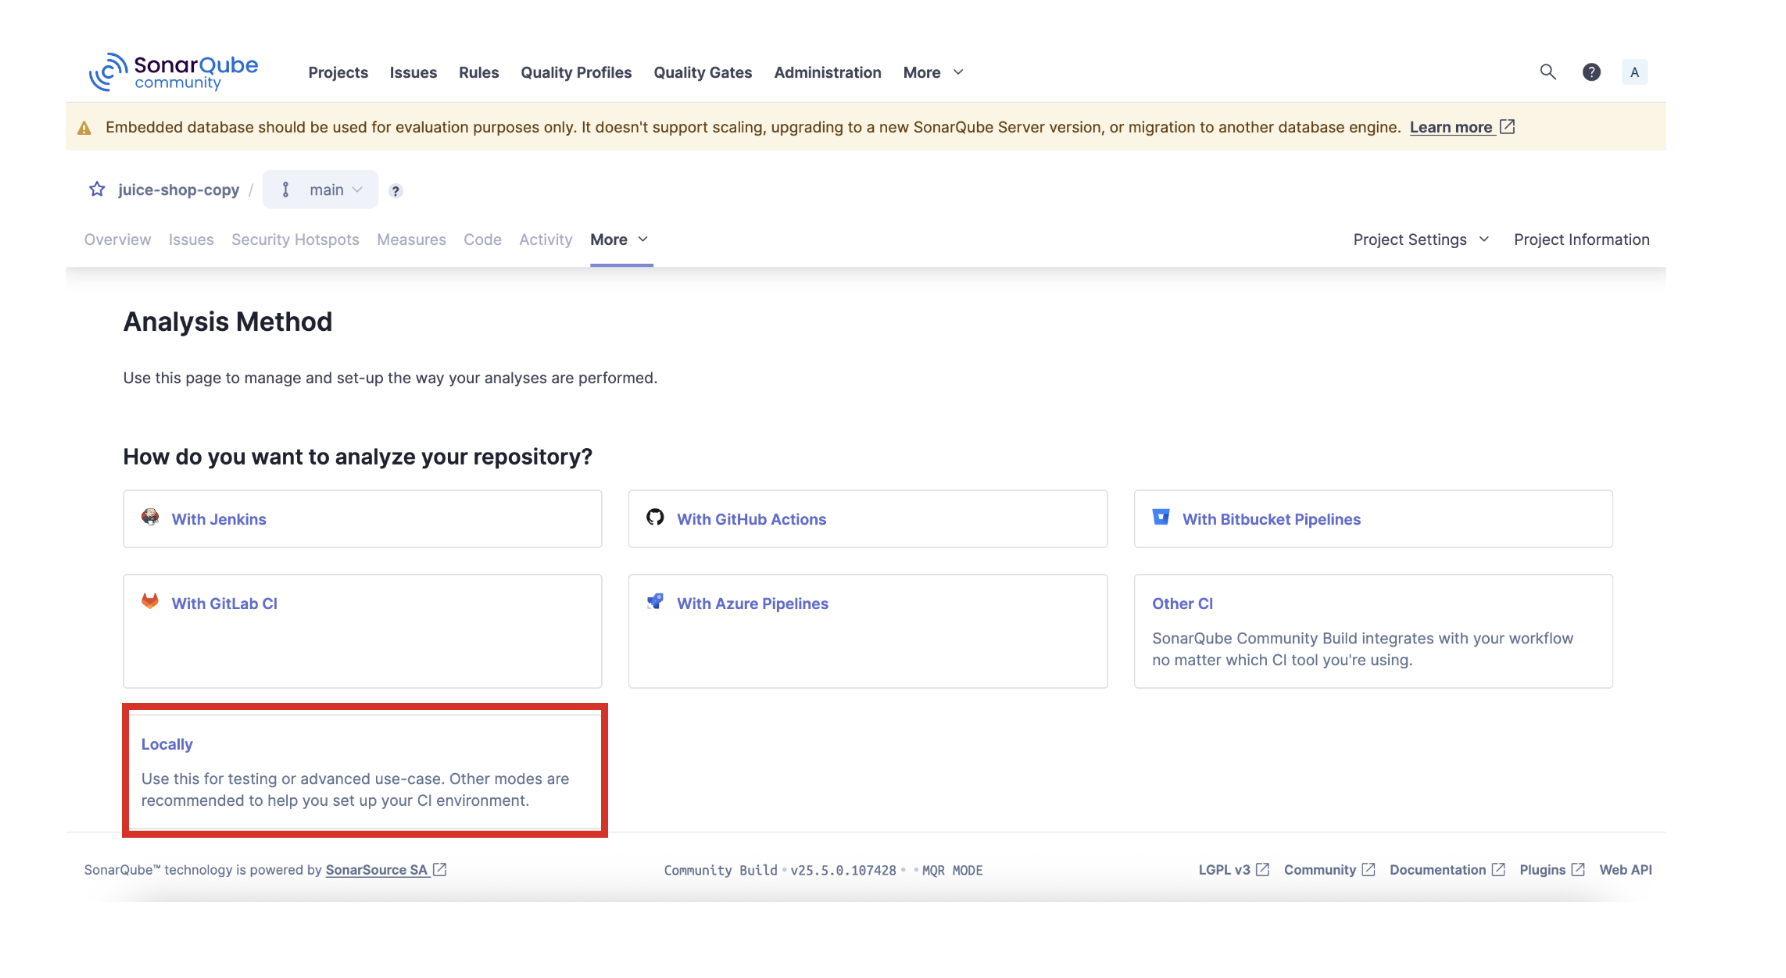 SonarQube community
Projects Issues Rules Quality Profiles Quality Gates Administration More
? A
Embedded database should be used for evaluation purposes only. It doesn't support scaling, upgrading to a new SonarQube Server version, or migration to another database engine. Learn more
juice-shop-copy / main ?
Overview Issues Security Hotspots Measures Code Activity More Project Settings Project Information
Analysis Method
Use this page to manage and set-up the way your analyses are performed.
How do you want to analyze your repository?
With Jenkins
With GitHub Actions
With Bitbucket Pipelines
With GitLab CI
With Azure Pipelines
Other CI
SonarQube Community Build integrates with your workflow
no matter which CI tool you're using.
Locally
Use this for testing or advanced use-case. Other modes are
recommended to help you set up your CI environment.
SonarQube™ technology is powered by SonarSource SA
Community Build • v25.5.0.107428 • • MQR MODE
LGPL v3 Community Documentation Plugins Web API